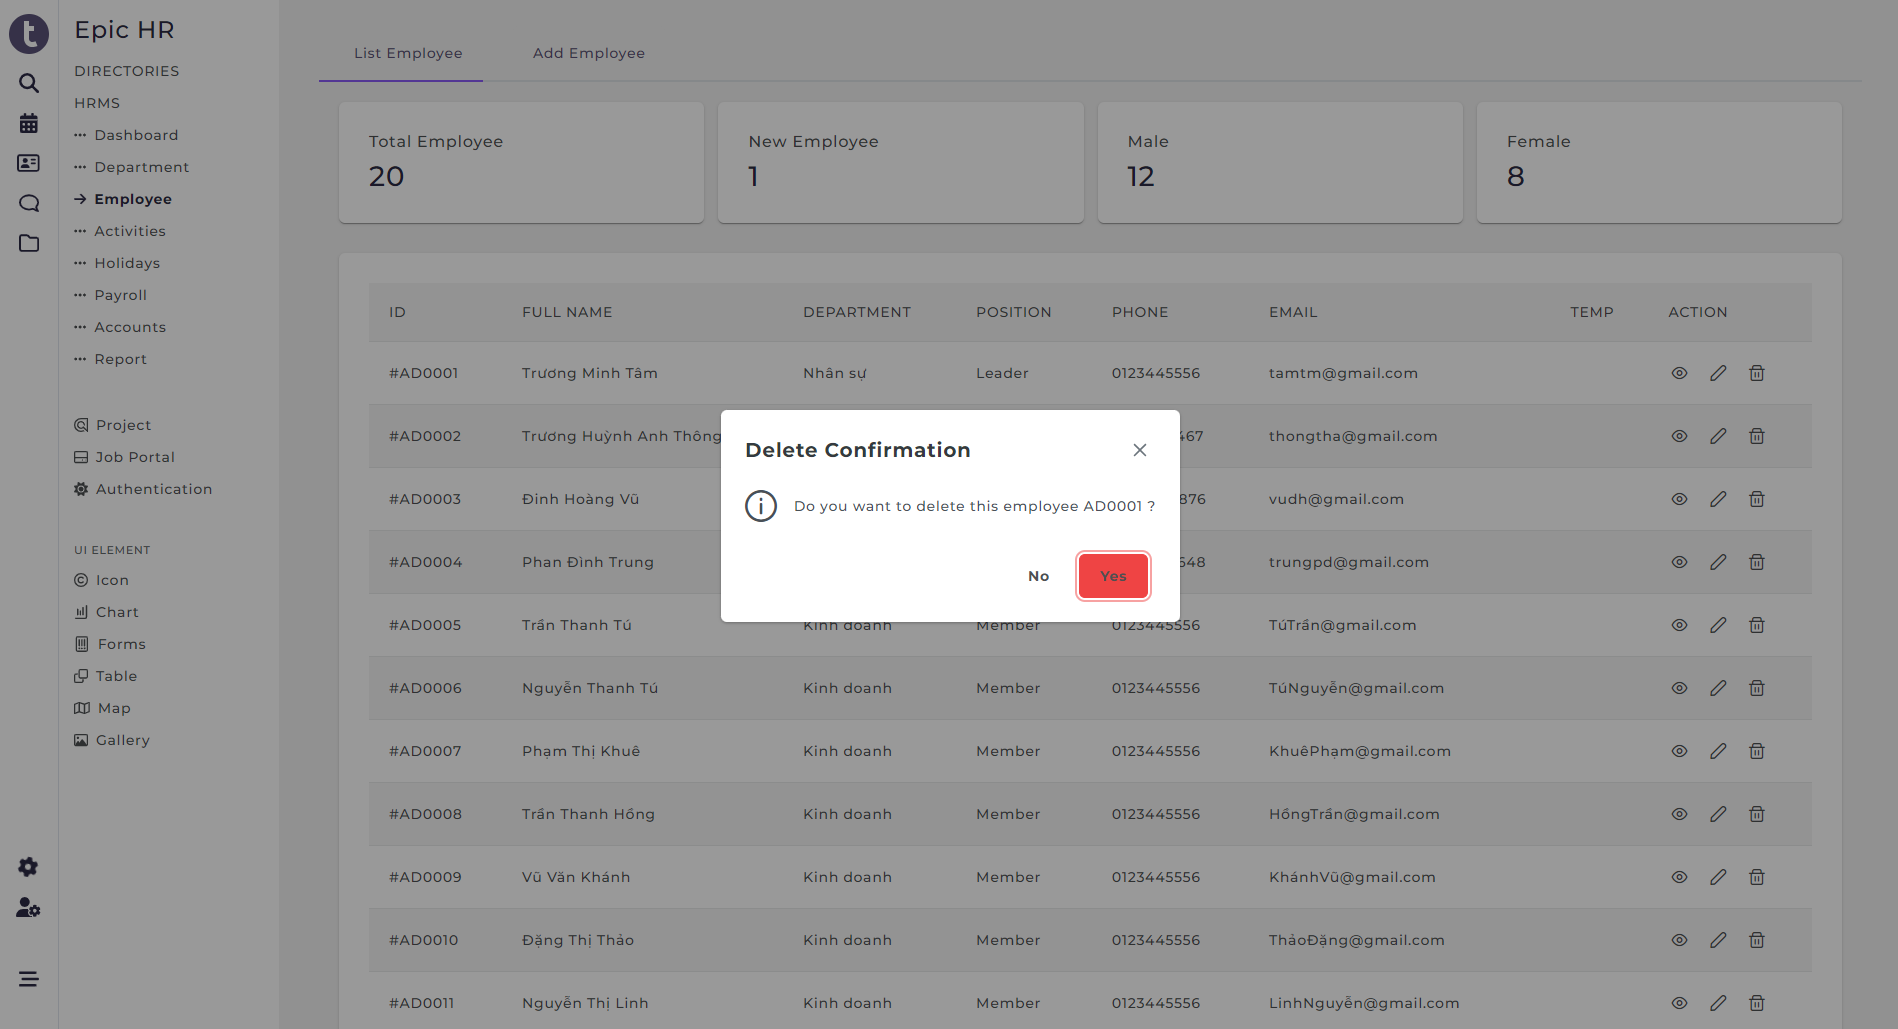 Epic HR
DIRECTORIES
HRMS
Dashboard
Department
Employee
Activities
Holidays
Payroll
Accounts
Report
Project
Job Portal
Authentication
UI ELEMENT
Icon
Chart
Forms
Table
Map
Gallery
List Employee Add Employee
Total Employee New Employee Male Female
20 1 12 8
ID FULL NAME DEPARTMENT POSITION PHONE EMAIL TEMP ACTION
#AD0001 Trương Minh Tâm Nhân sự Leader 0123445556 tamtm@gmail.com
#AD0002 Trương Huỳnh Anh Thông 467 thongtha@gmail.com
#AD0003 Đinh Hoàng Vũ 876 vudh@gmail.com
#AD0004 Phan Đình Trung 548 trungpd@gmail.com
#AD0005 Trần Thanh Tú Kinh doanh Member 0123445556 TúTrần@gmail.com
#AD0006 Nguyễn Thanh Tú Kinh doanh Member 0123445556 TúNguyễn@gmail.com
#AD0007 Phạm Thị Khuê Kinh doanh Member 0123445556 KhuêPhạm@gmail.com
#AD0008 Trần Thanh Hồng Kinh doanh Member 0123445556 HồngTrần@gmail.com
#AD0009 Vũ Văn Khánh Kinh doanh Member 0123445556 KhánhVũ@gmail.com
#AD0010 Đặng Thị Thảo Kinh doanh Member 0123445556 ThảoĐặng@gmail.com
#AD0011 Nguyễn Thị Linh Kinh doanh Member 0123445556 LinhNguyễn@gmail.com
Delete Confirmation
Do you want to delete this employee AD0001 ?
No Yes